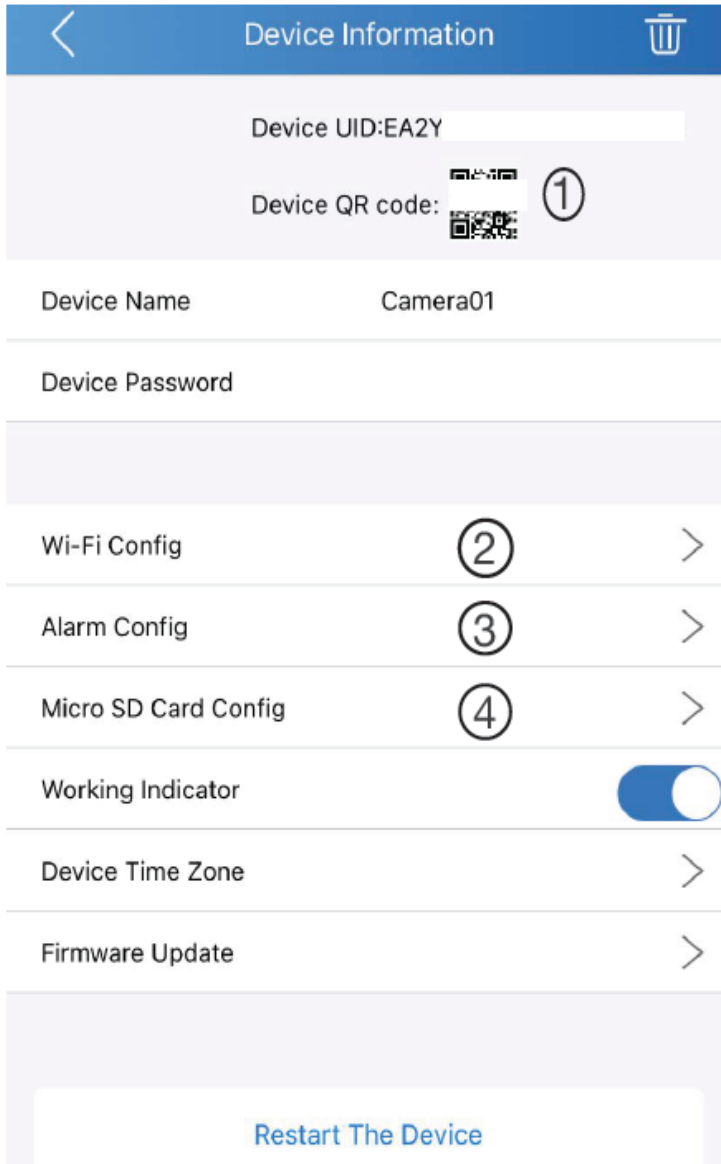 Device Information
Device UID:EA2Y
Device QR code: ①
Device Name Camera01
Device Password
Wi-Fi Config ②
Alarm Config ③
Micro SD Card Config ④
Working Indicator
Device Time Zone
Firmware Update
Restart The Device